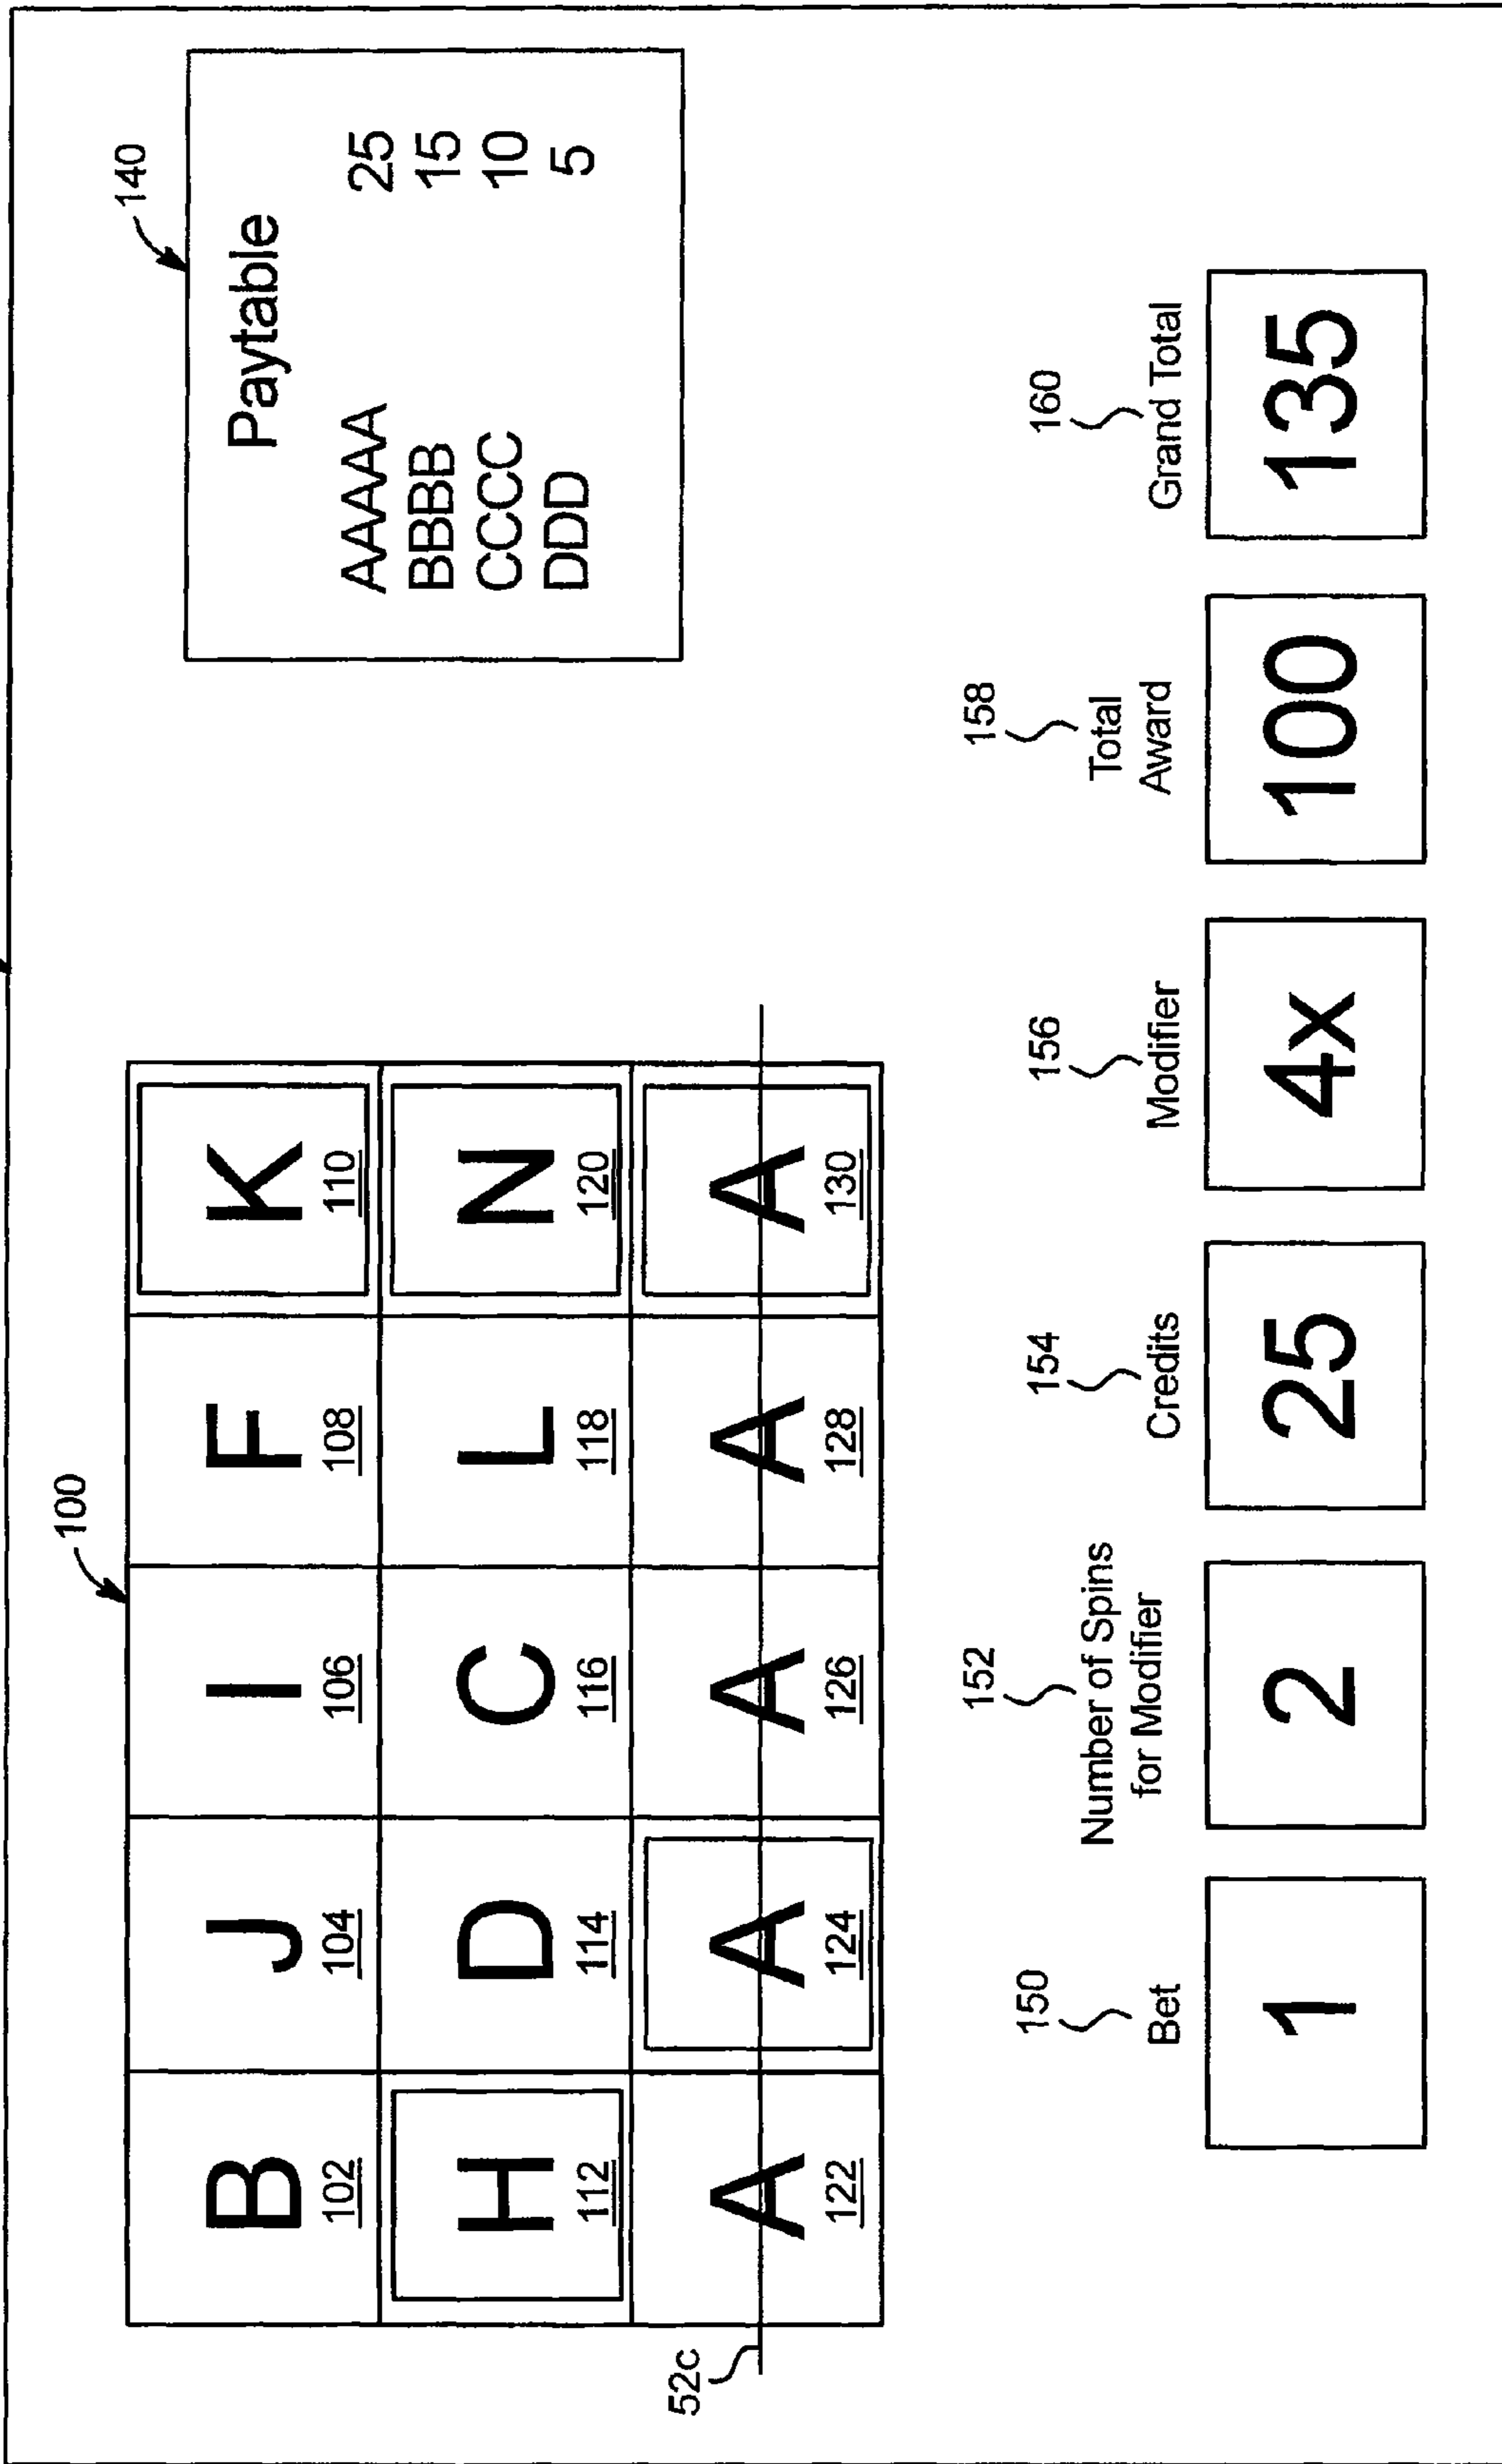 100
B J I F K
102 104 106 108 110
H D C L N
112 114 116 118 120
A A A A A
122 124 126 128 130
52c
140
Paytable
AAAAA 25
BBBB 15
CCCC 10
DDD 5
150
Bet
1
152
Number of Spins
for Modifier
2
154
Credits
25
156
Modifier
4x
158
Total
Award
100
160
Grand Total
135